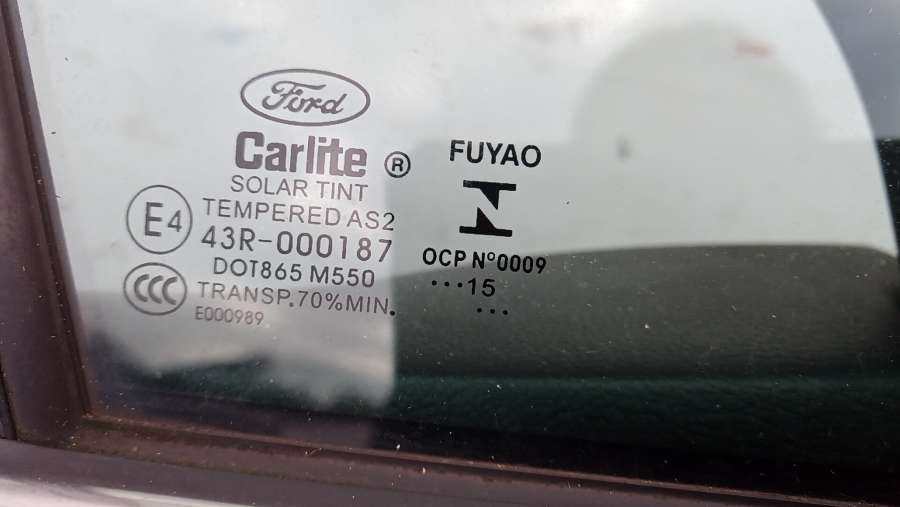 Ford
Carlite ®
SOLAR TINT
TEMPERED AS2
E4
43R-000187
DOT865 M550
CCC
TRANSP.70%MIN.
E000989
FUYAO
OCP Nº0009
···15
···